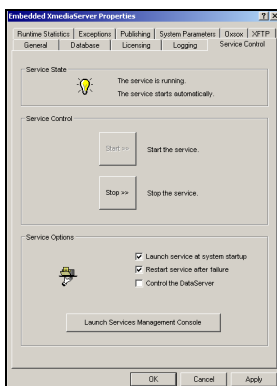 Embedded XmediaServer Properties
Runtime Statistics Exceptions Publishing System Parameters Oxsox XFTP
General Database Licensing Logging Service Control
Service State
The service is running.
The service starts automatically.
Service Control
Start >> Start the service.
Stop >> Stop the service.
Service Options
Launch service at system startup
Restart service after failure
Control the DataServer
Launch Services Management Console
OK Cancel Apply